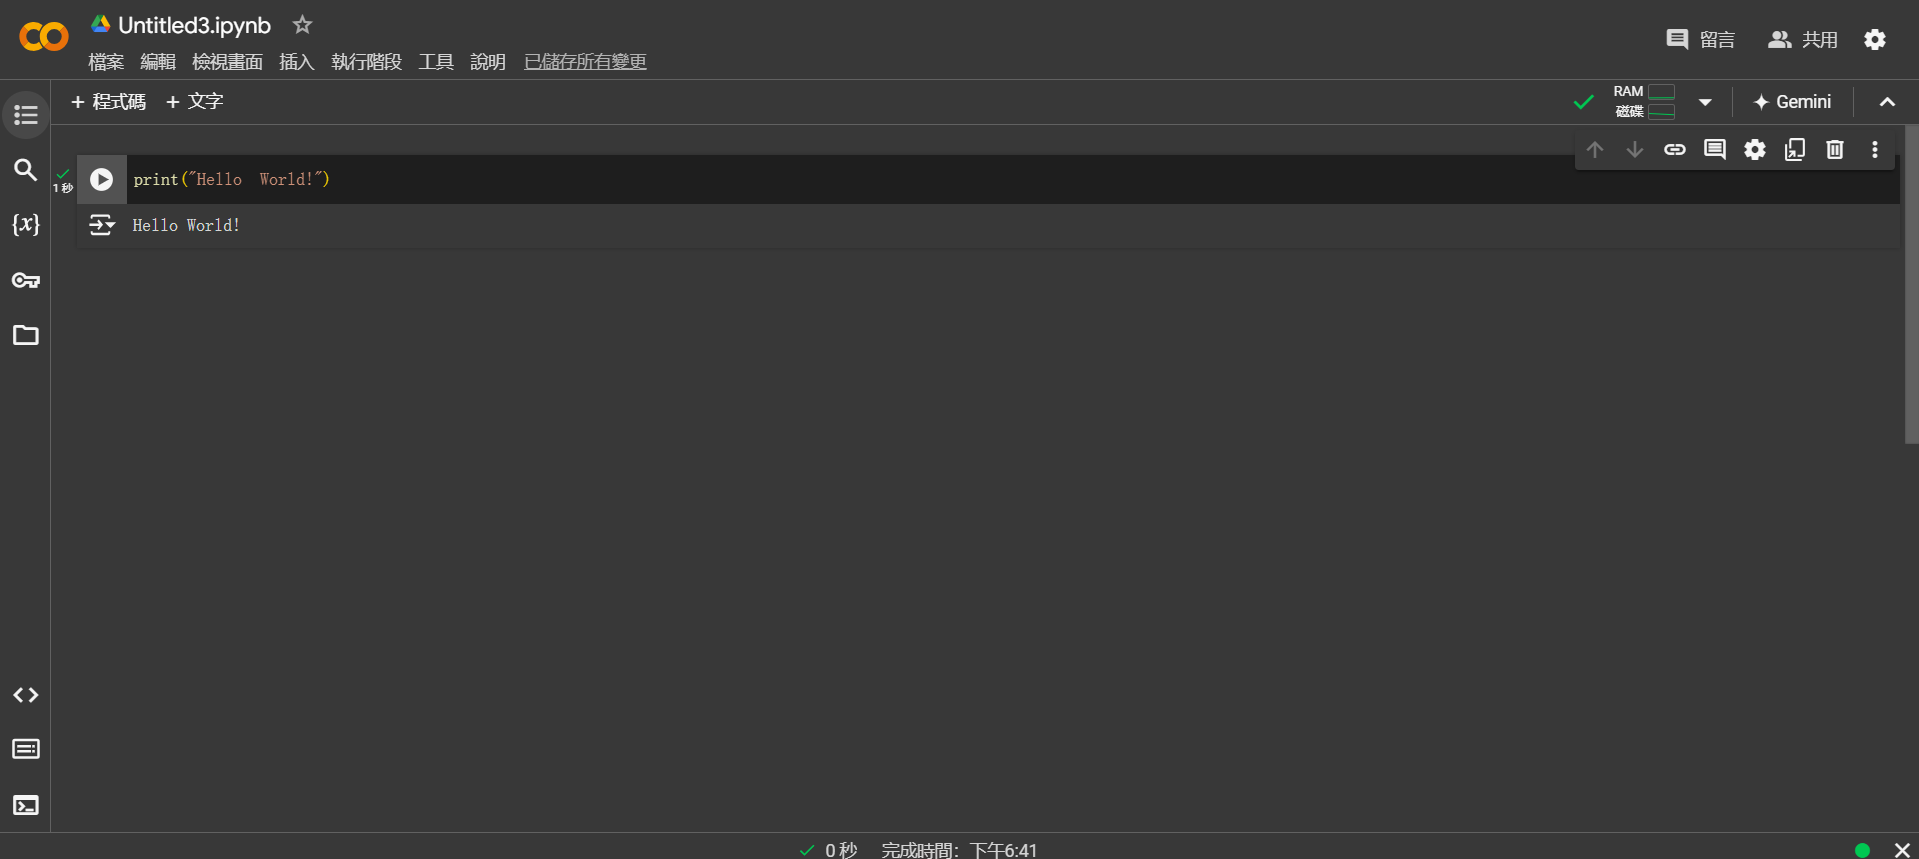 Untitled3.ipynb
檔案 編輯 檢視畫面 插入 執行階段 工具 說明 已儲存所有變更
留言 共用
+ 程式碼 + 文字
RAM
磁碟
Gemini
1 秒
print("Hello  World!")
Hello World!
{x}
0 秒 完成時間：下午6:41